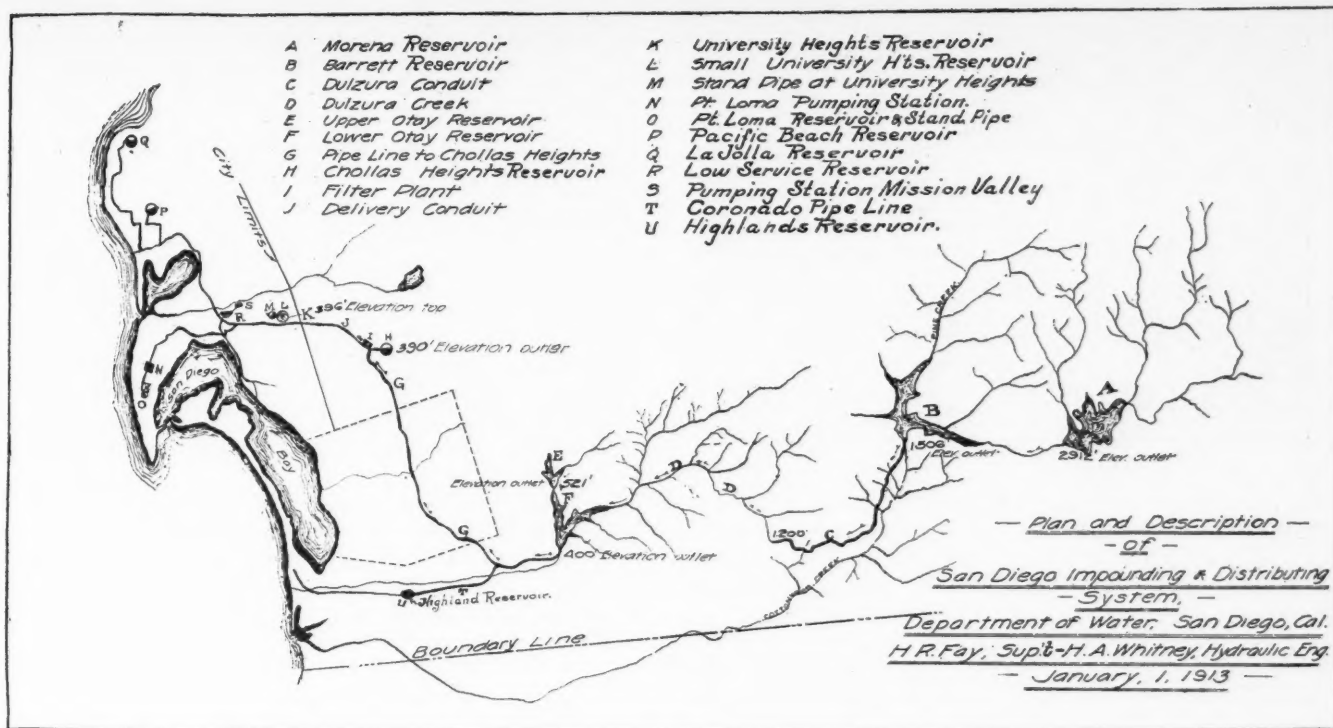 A Morena Reservoir
B Barrett Reservoir
C Dulzura Conduit
D Dulzura Creek
E Upper Otay Reservoir
F Lower Otay Reservoir
G Pipe Line to Chollas Heights
H Chollas Heights Reservoir
I Filter Plant
J Delivery Conduit
K University Heights Reservoir
L Small University H'ts. Reservoir
M Stand Pipe at University Heights
N Pt. Loma Pumping Station.
O Pt. Loma Reservoir & Stand Pipe
P Pacific Beach Reservoir
Q La Jolla Reservoir
R Low Service Reservoir
S Pumping Station Mission Valley
T Coronado Pipe Line
U Highlands Reservoir.
Q
P
City Limits
S
M L
R
K 396' Elevation top
J
I H
390' Elevation outlet
G
N
O
San Diego
Bay
PINE CREEK
A
B
1506' Elev. outlet
2912' Elev. outlet
E
Elevation outlet 521'
F
D
D
1200'
C
G
400' Elevation outlet
T
U Highland Reservoir.
COTTONWOOD CREEK
Boundary Line
— Plan and Description —
— of —
San Diego Impounding & Distributing
— System, —
Department of Water. San Diego, Cal.
H.R. Fay, Sup't - H.A. Whitney, Hydraulic Eng.
— January, 1, 1913 —